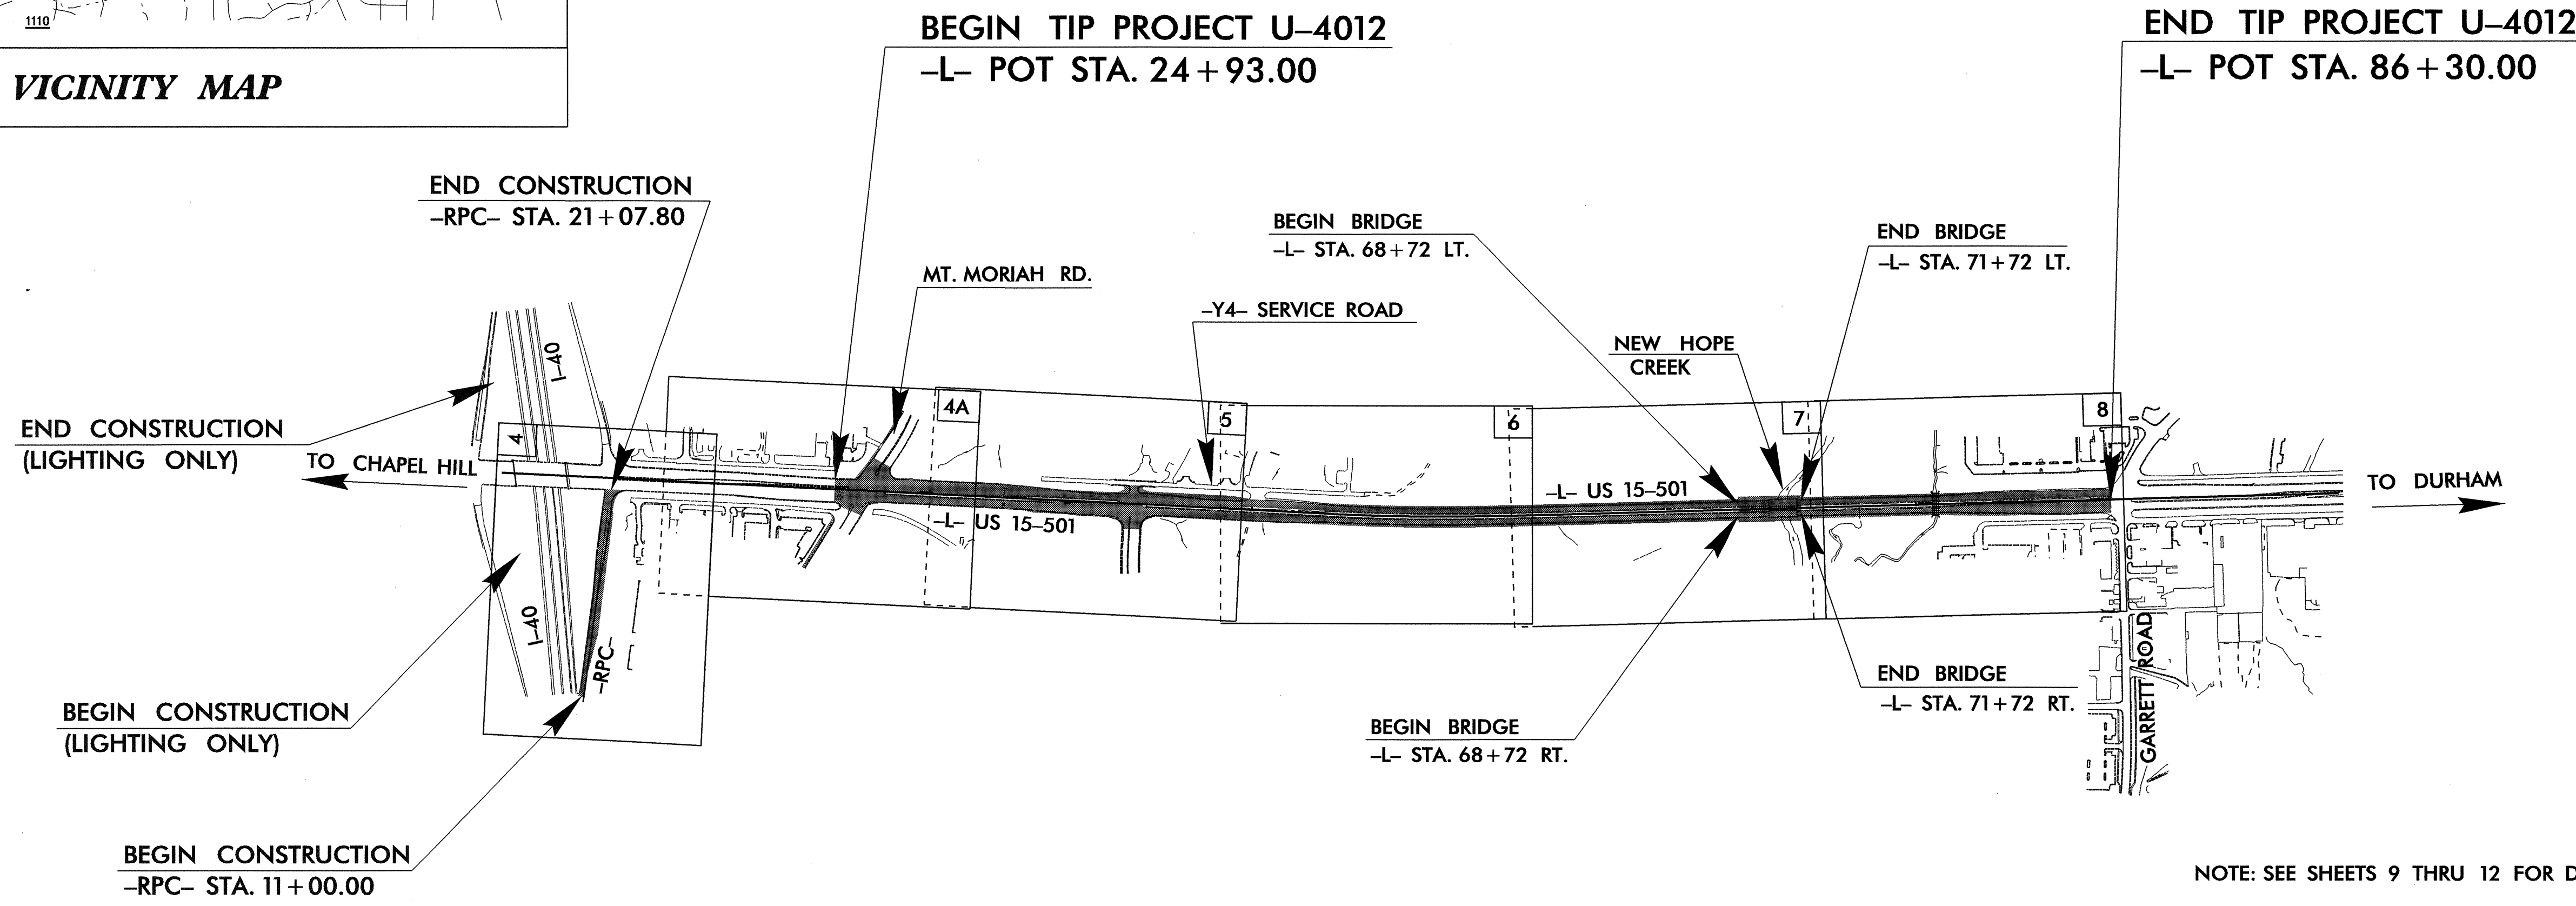 1110
VICINITY MAP
BEGIN TIP PROJECT U–4012
–L– POT STA. 24+93.00
END TIP PROJECT U–4012
–L– POT STA. 86+30.00
END CONSTRUCTION
–RPC– STA. 21+07.80
MT. MORIAH RD.
–Y4– SERVICE ROAD
BEGIN BRIDGE
–L– STA. 68+72 LT.
END BRIDGE
–L– STA. 71+72 LT.
NEW HOPE
CREEK
I–40
END CONSTRUCTION
(LIGHTING ONLY)
TO CHAPEL HILL
4
4A
5
6
7
8
–L– US 15–501
–L– US 15–501
TO DURHAM
I–40
–RPC–
GARRETT ROAD
BEGIN CONSTRUCTION
(LIGHTING ONLY)
BEGIN BRIDGE
–L– STA. 68+72 RT.
END BRIDGE
–L– STA. 71+72 RT.
BEGIN CONSTRUCTION
–RPC– STA. 11+00.00
NOTE: SEE SHEETS 9 THRU 12 FOR